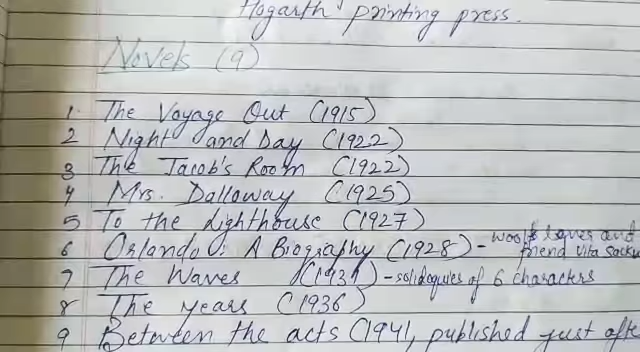 Hogarth printing press.
Novels (9)
1. The Voyage Out (1915)
2 Night and Day (1922)
3 The Jacob's Room (1922)
4 Mrs. Dalloway (1925)
5 To the lighthouse (1927)
6 Orlando: A Biography (1928) - Woolf's lover and friend Vita Sackv
7 The Waves (1931) - soliloquies of 6 characters
8 The years (1936)
9 Between the acts (1941, published just afte